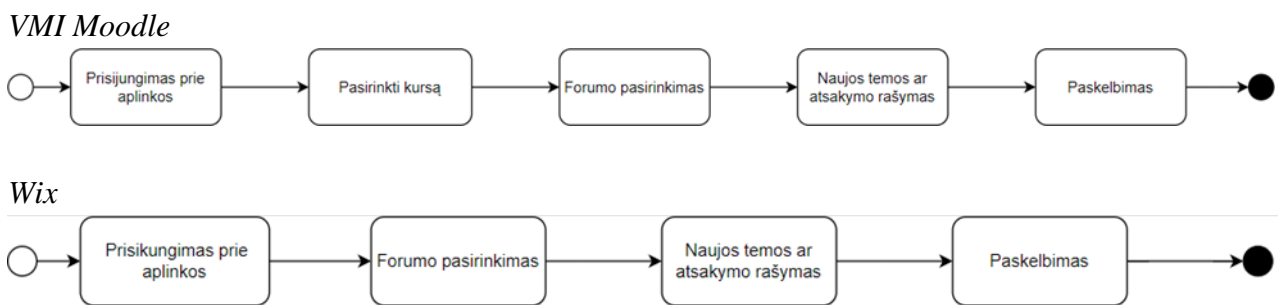 VMI Moodle
Prisijungimas prie
aplinkos
Pasirinkti kursą
Forumo pasirinkimas
Naujos temos ar
atsakymo rašymas
Paskelbimas
Wix
Prisikungimas prie
aplinkos
Forumo pasirinkimas
Naujos temos ar
atsakymo rašymas
Paskelbimas